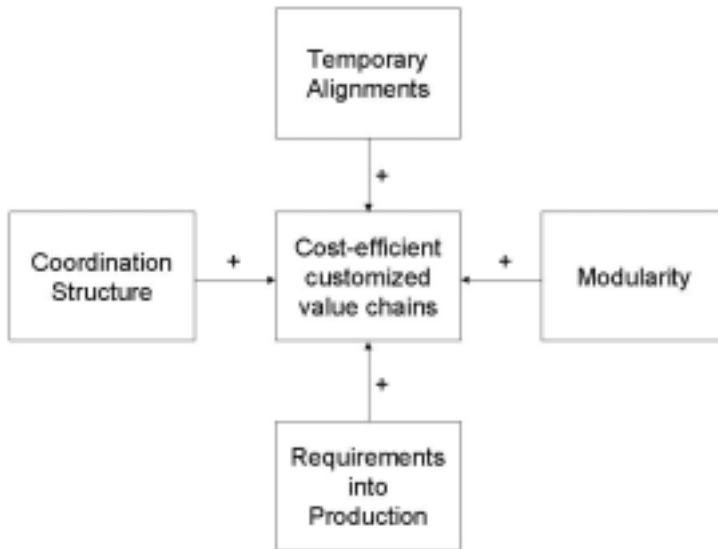 Temporary
Alignments
+
Coordination
Structure
+
Cost-efficient
customized
value chains
+
Modularity
+
Requirements
into
Production